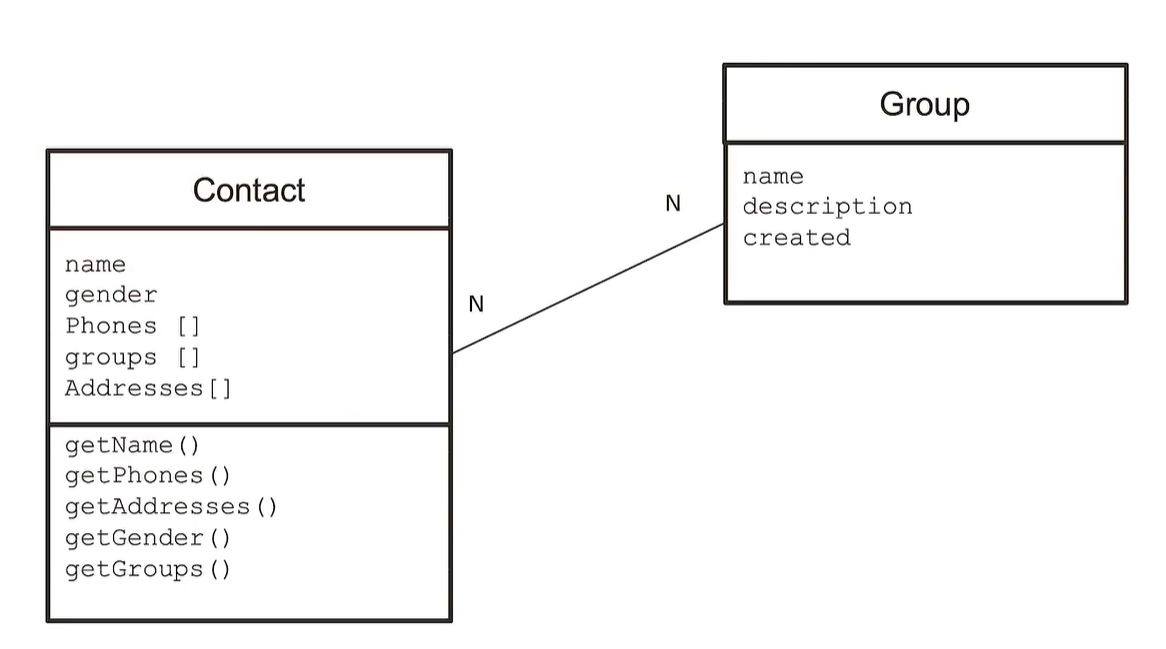 Contact
name
gender
Phones []
groups []
Addresses[]
getName()
getPhones()
getAddresses()
getGender()
getGroups()
N
N
Group
name
description
created